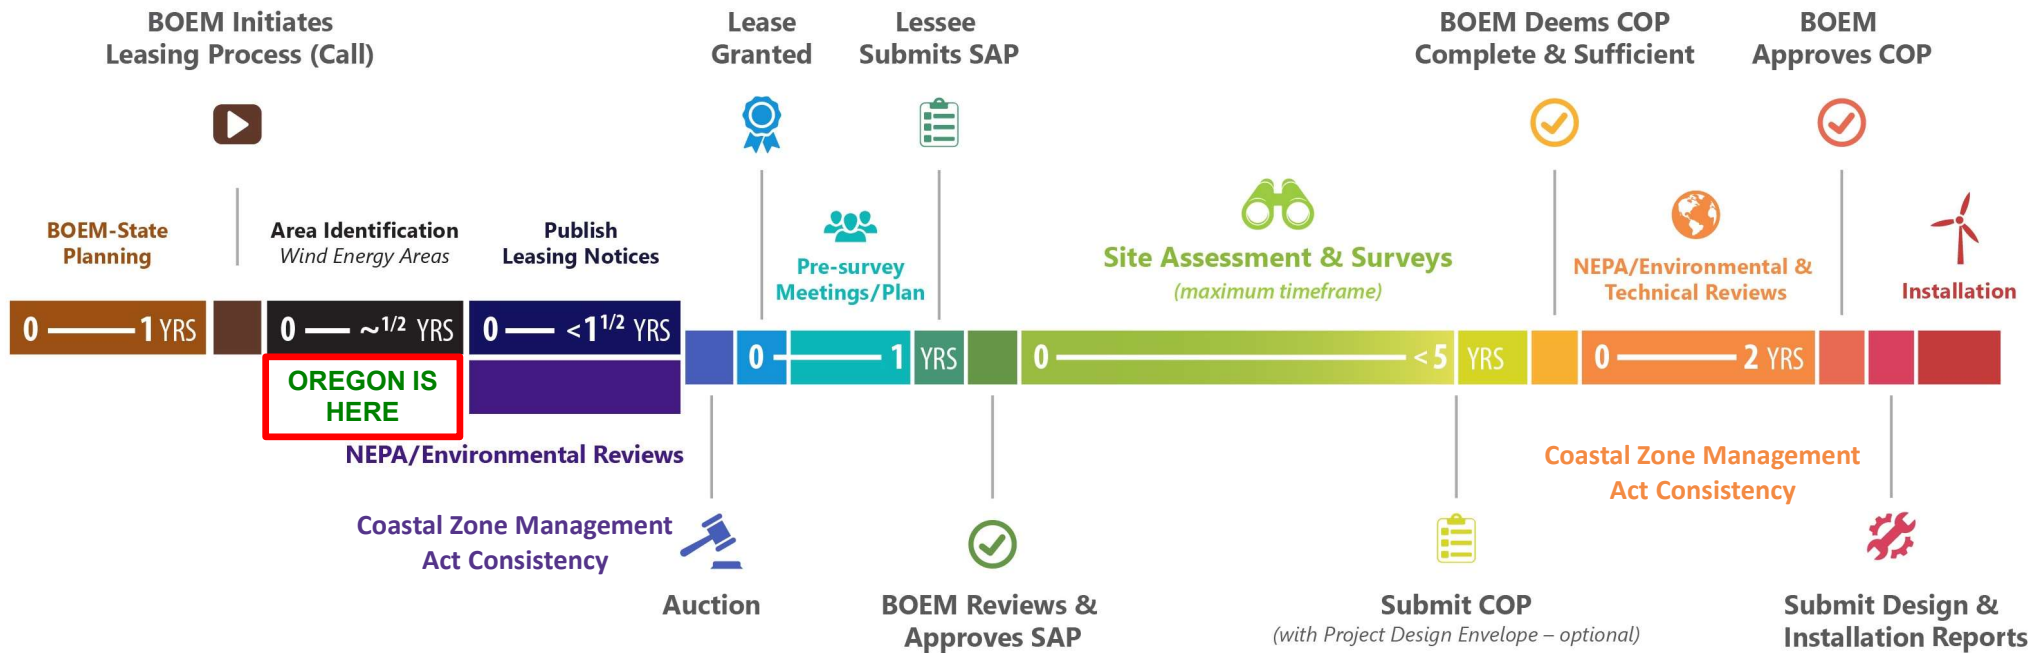 BOEM Initiates
Leasing Process (Call)
Lease
Granted
Lessee
Submits SAP
BOEM Deems COP
Complete & Sufficient
BOEM
Approves COP
BOEM-State
Planning
Area Identification
Wind Energy Areas
Publish
Leasing Notices
Pre-survey
Meetings/Plan
Site Assessment & Surveys
(maximum timeframe)
NEPA/Environmental &
Technical Reviews
Installation
0 — 1 YRS
0 — ~1/2 YRS
0 — <1 1/2 YRS
0 — 1 YRS
0 — <5 YRS
0 — 2 YRS
OREGON IS
HERE
NEPA/Environmental Reviews
Coastal Zone Management
Act Consistency
Coastal Zone Management
Act Consistency
Auction
BOEM Reviews &
Approves SAP
Submit COP
(with Project Design Envelope – optional)
Submit Design &
Installation Reports